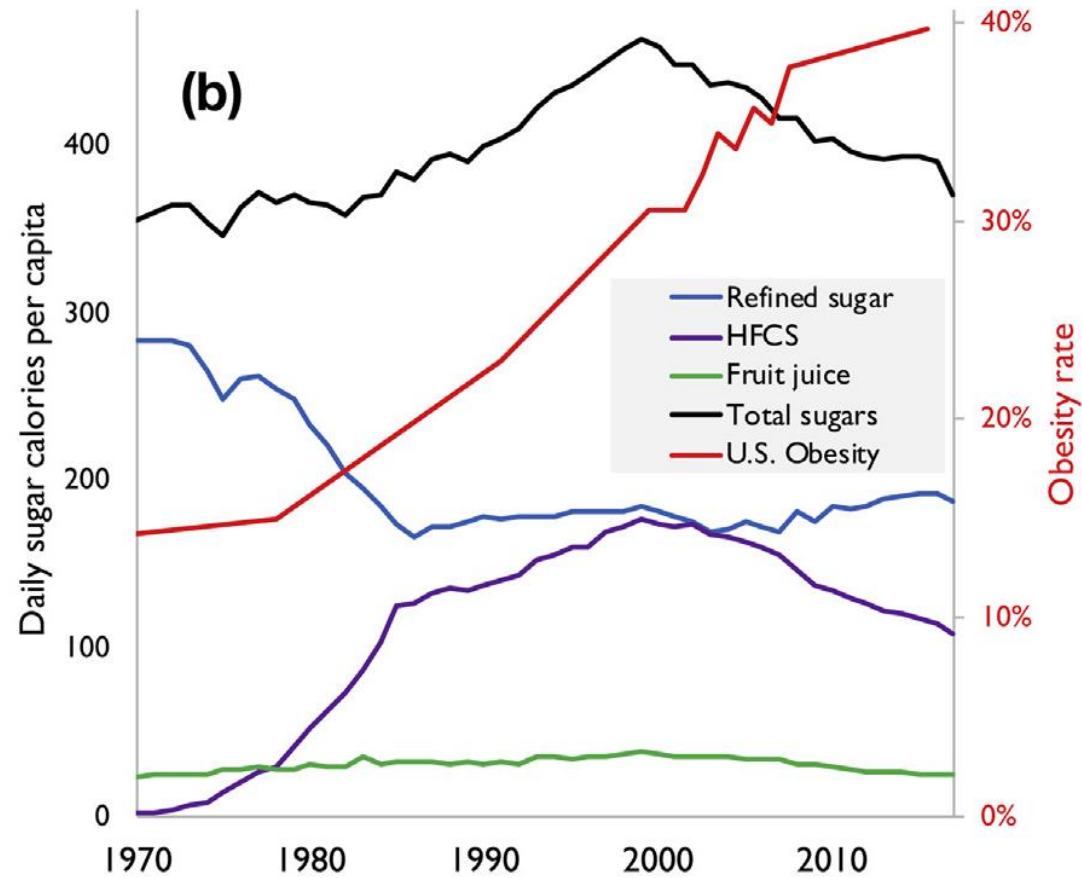 (b)
Daily sugar calories per capita
400
300
200
100
0
40%
30%
20%
10%
0%
Obesity rate
Refined sugar
HFCS
Fruit juice
Total sugars
U.S. Obesity
1970 1980 1990 2000 2010